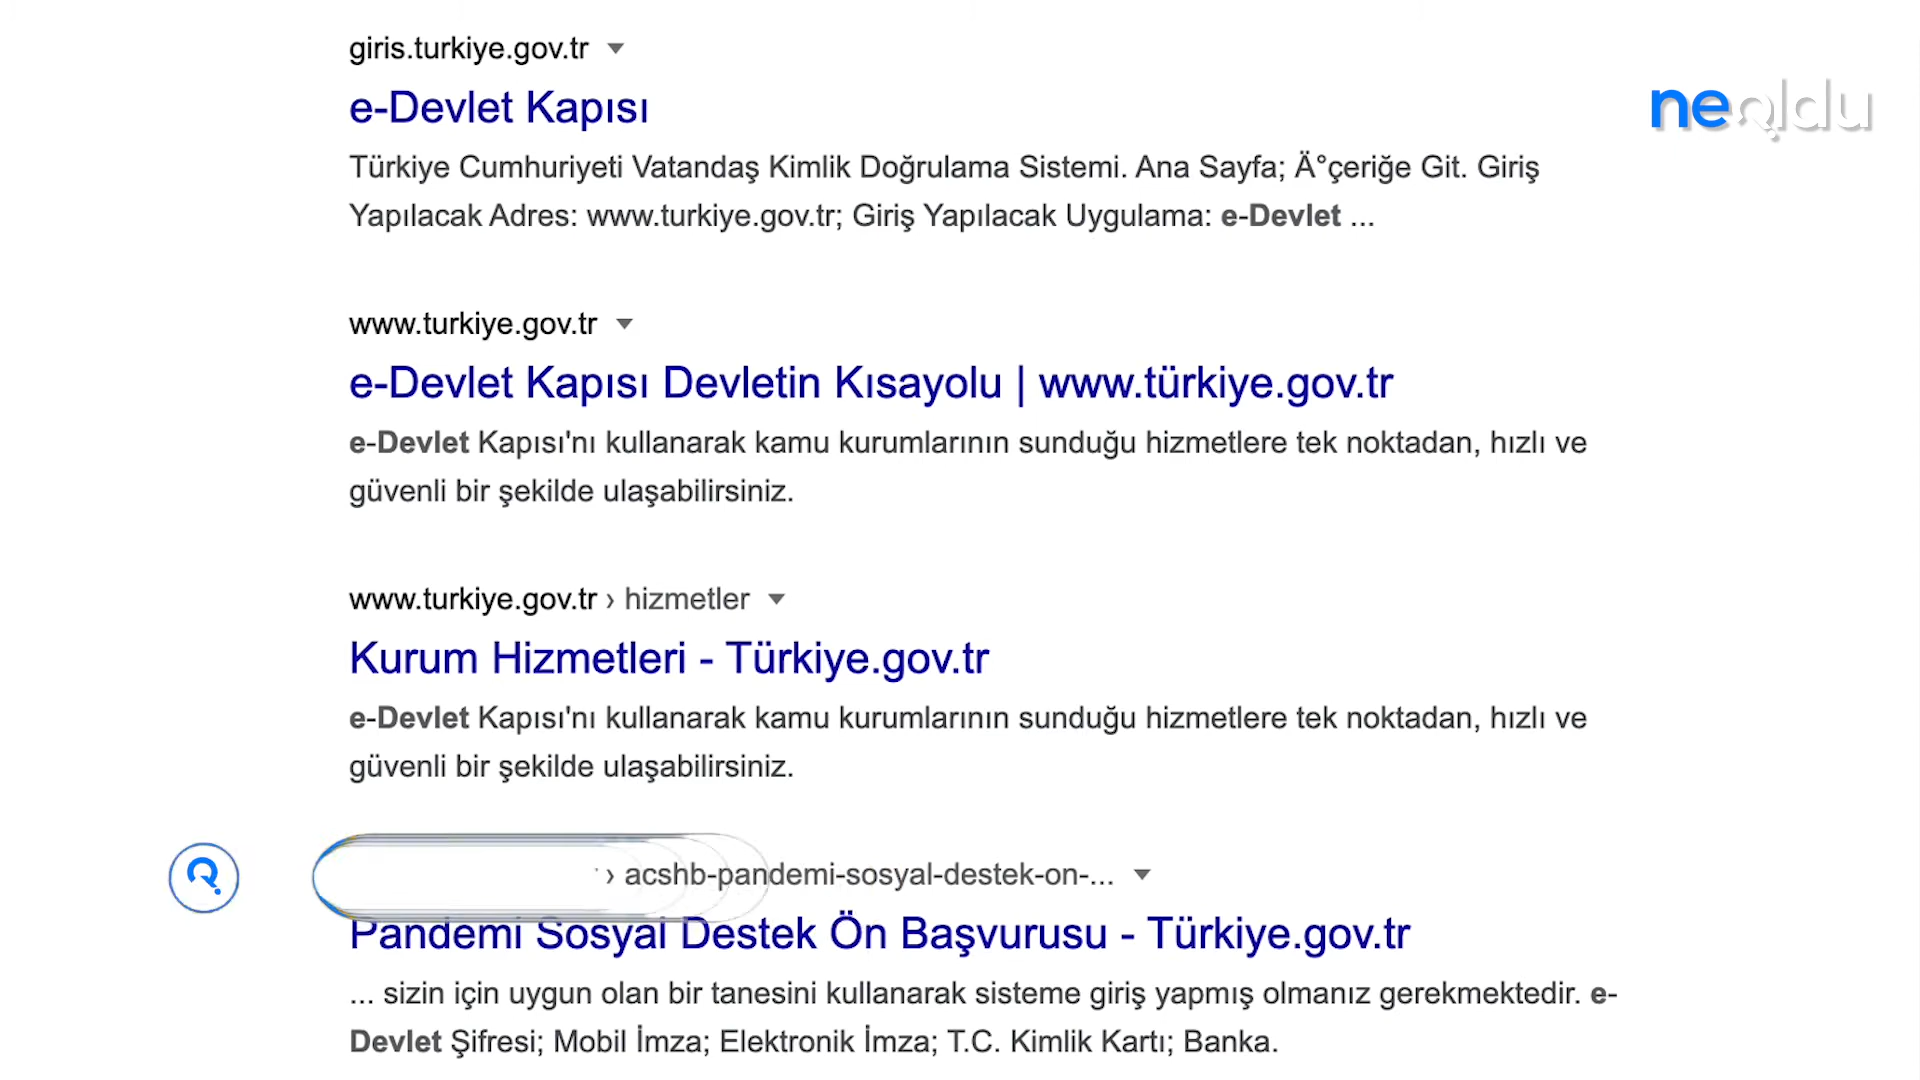 giris.turkiye.gov.tr
neoldu
e-Devlet Kapısı
Türkiye Cumhuriyeti Vatandaş Kimlik Doğrulama Sistemi. Ana Sayfa; Ä°çeriğe Git. Giriş
Yapılacak Adres: www.turkiye.gov.tr; Giriş Yapılacak Uygulama: e-Devlet ...
www.turkiye.gov.tr
e-Devlet Kapısı Devletin Kısayolu | www.türkiye.gov.tr
e-Devlet Kapısı'nı kullanarak kamu kurumlarının sunduğu hizmetlere tek noktadan, hızlı ve
güvenli bir şekilde ulaşabilirsiniz.
www.turkiye.gov.tr › hizmetler
Kurum Hizmetleri - Türkiye.gov.tr
e-Devlet Kapısı'nı kullanarak kamu kurumlarının sunduğu hizmetlere tek noktadan, hızlı ve
güvenli bir şekilde ulaşabilirsiniz.
› acshb-pandemi-sosyal-destek-on-...
Pandemi Sosyal Destek Ön Başvurusu - Türkiye.gov.tr
... sizin için uygun olan bir tanesini kullanarak sisteme giriş yapmış olmanız gerekmektedir. e-
Devlet Şifresi; Mobil İmza; Elektronik İmza; T.C. Kimlik Kartı; Banka.